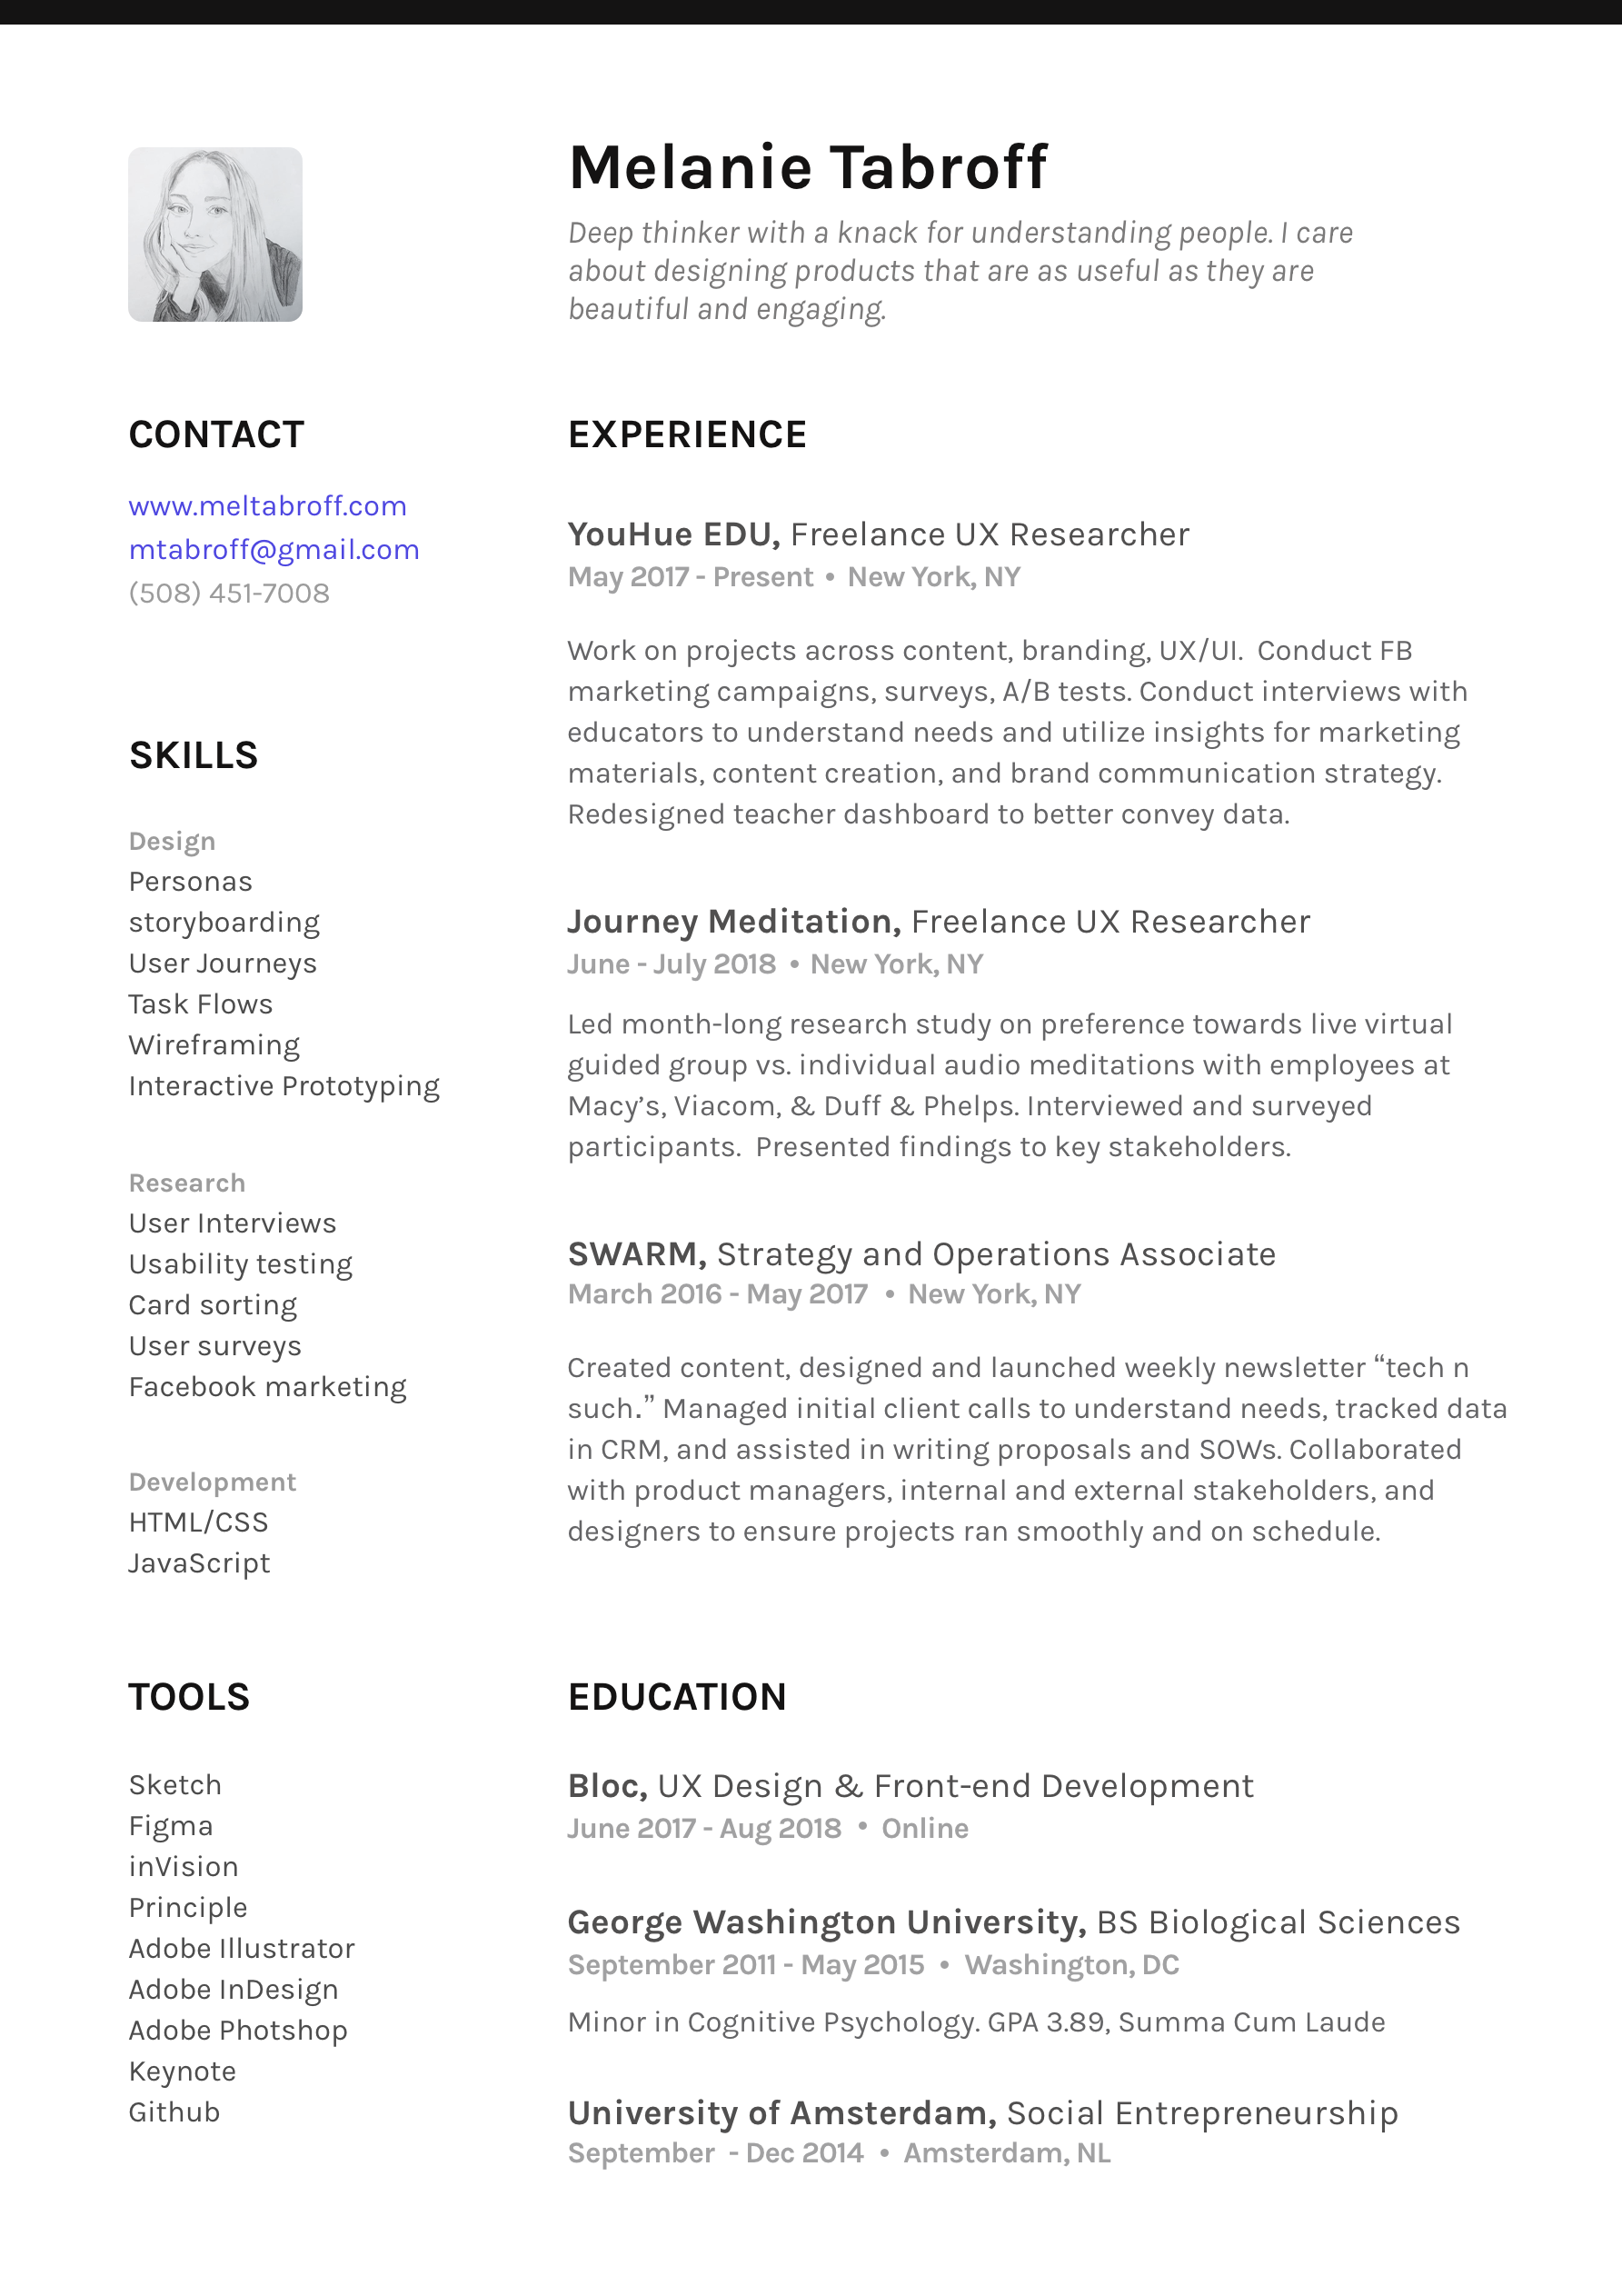 Melanie Tabroff
Deep thinker with a knack for understanding people. I care
about designing products that are as useful as they are
beautiful and engaging.
CONTACT
www.meltabroff.com
mtabroff@gmail.com
(508) 451-7008
SKILLS
Design
Personas
storyboarding
User Journeys
Task Flows
Wireframing
Interactive Prototyping
Research
User Interviews
Usability testing
Card sorting
User surveys
Facebook marketing
Development
HTML/CSS
JavaScript
TOOLS
Sketch
Figma
inVision
Principle
Adobe Illustrator
Adobe InDesign
Adobe Photshop
Keynote
Github
EXPERIENCE
YouHue EDU, Freelance UX Researcher
May 2017 - Present • New York, NY
Work on projects across content, branding, UX/UI.  Conduct FB
marketing campaigns, surveys, A/B tests. Conduct interviews with
educators to understand needs and utilize insights for marketing
materials, content creation, and brand communication strategy.
Redesigned teacher dashboard to better convey data.
Journey Meditation, Freelance UX Researcher
June - July 2018 • New York, NY
Led month-long research study on preference towards live virtual
guided group vs. individual audio meditations with employees at
Macy’s, Viacom, & Duff & Phelps. Interviewed and surveyed
participants.  Presented findings to key stakeholders.
SWARM, Strategy and Operations Associate
March 2016 - May 2017 • New York, NY
Created content, designed and launched weekly newsletter “tech n
such.” Managed initial client calls to understand needs, tracked data
in CRM, and assisted in writing proposals and SOWs. Collaborated
with product managers, internal and external stakeholders, and
designers to ensure projects ran smoothly and on schedule.
EDUCATION
Bloc, UX Design & Front-end Development
June 2017 - Aug 2018 • Online
George Washington University, BS Biological Sciences
September 2011 - May 2015 • Washington, DC
Minor in Cognitive Psychology. GPA 3.89, Summa Cum Laude
University of Amsterdam, Social Entrepreneurship
September  - Dec 2014 • Amsterdam, NL